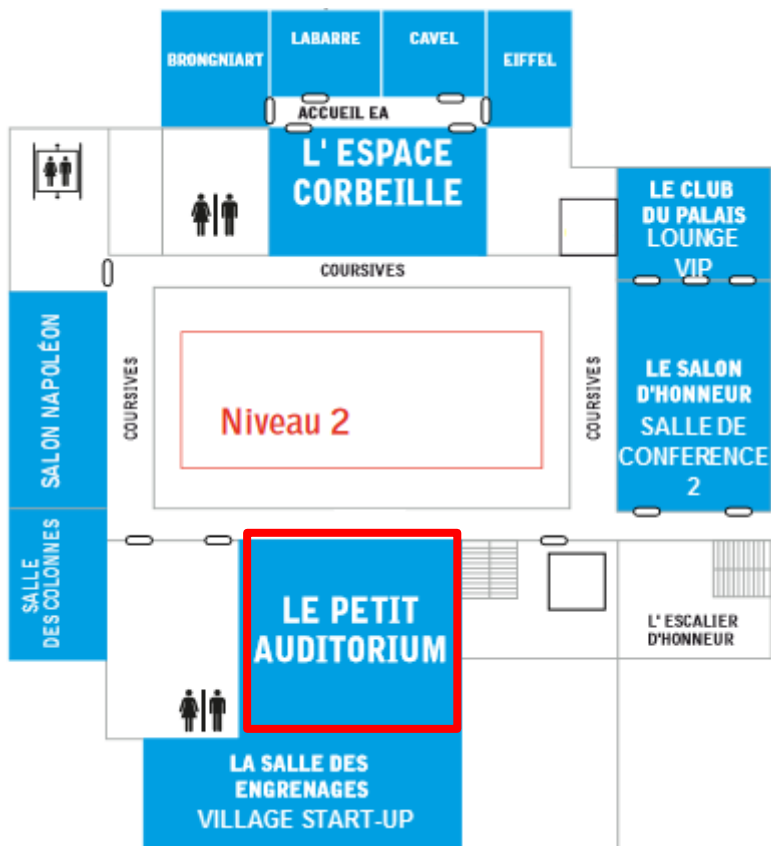 BRONGNIART
LABARRE
CAVEL
EIFFEL
ACCUEIL EA
L' ESPACE
CORBEILLE
LE CLUB
DU PALAIS
LOUNGE
VIP
COURSIVES
SALON NAPOLÉON
COURSIVES
Niveau 2
COURSIVES
LE SALON
D'HONNEUR
SALLE DE
CONFERENCE
2
SALLE
DES COLONNES
LE PETIT
AUDITORIUM
L' ESCALIER
D'HONNEUR
LA SALLE DES
ENGRENAGES
VILLAGE START-UP